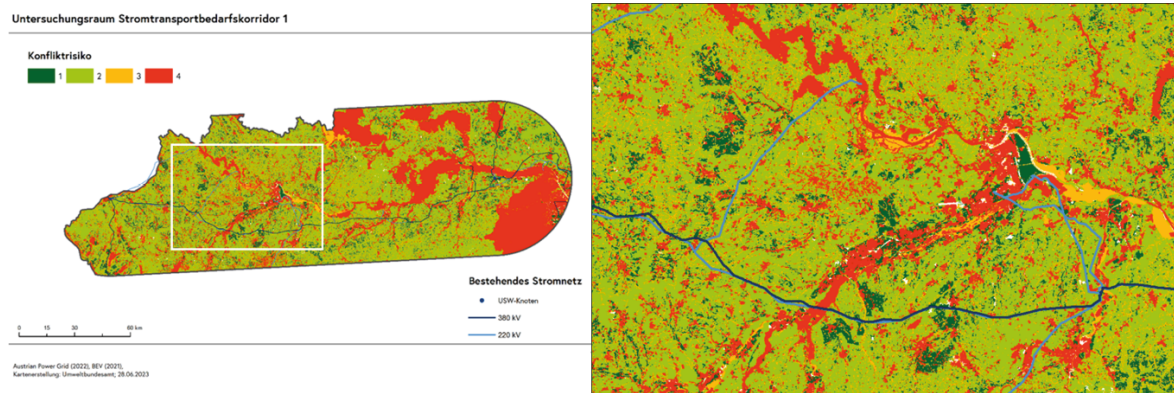 Untersuchungsraum Stromtransportbedarfskorridor 1
Konfliktrisiko
1 2 3 4
Bestehendes Stromnetz
USW-Knoten
380 kV
220 kV
0 15 30 60 km
Austrian Power Grid (2022), BEV (2021),
Kartenerstellung: Umweltbundesamt; 28.06.2023